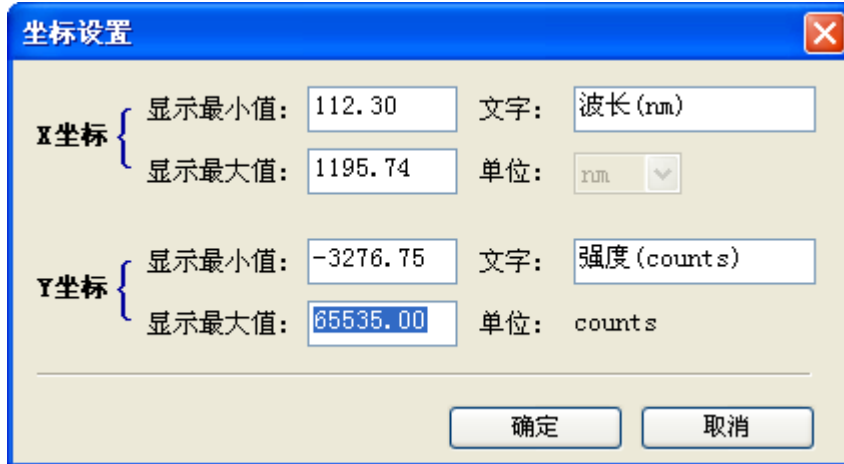 坐标设置
显示最小值: 112.30 文字: 波长(nm)
X坐标
显示最大值: 1195.74 单位: nm
显示最小值: -3276.75 文字: 强度(counts)
Y坐标
显示最大值: 65535.00 单位: counts
确定 取消